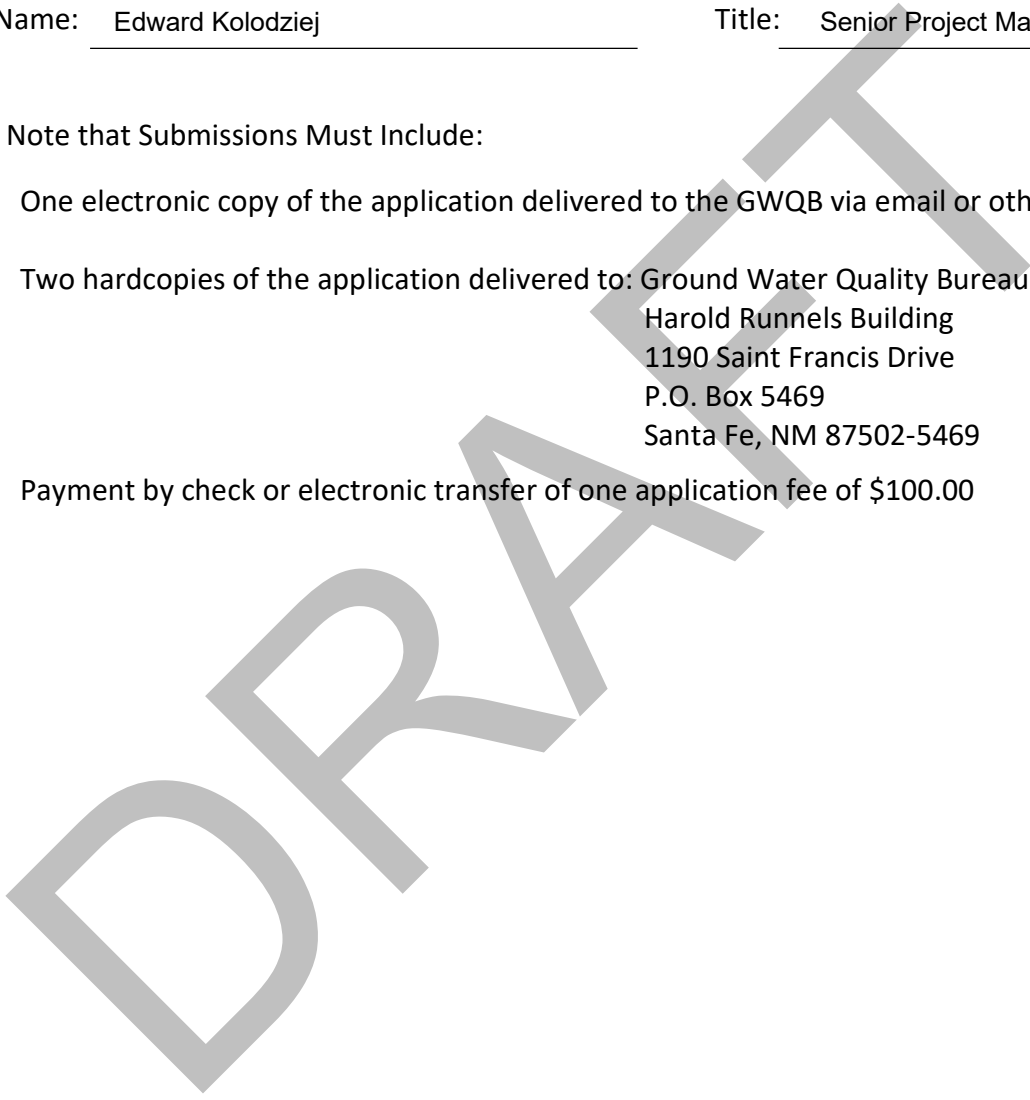 Name: Edward Kolodziej Title: Senior Project Ma
Note that Submissions Must Include:
One electronic copy of the application delivered to the GWQB via email or oth
Two hardcopies of the application delivered to: Ground Water Quality Bureau
Harold Runnels Building
1190 Saint Francis Drive
P.O. Box 5469
Santa Fe, NM 87502-5469
Payment by check or electronic transfer of one application fee of $100.00
DRAFT